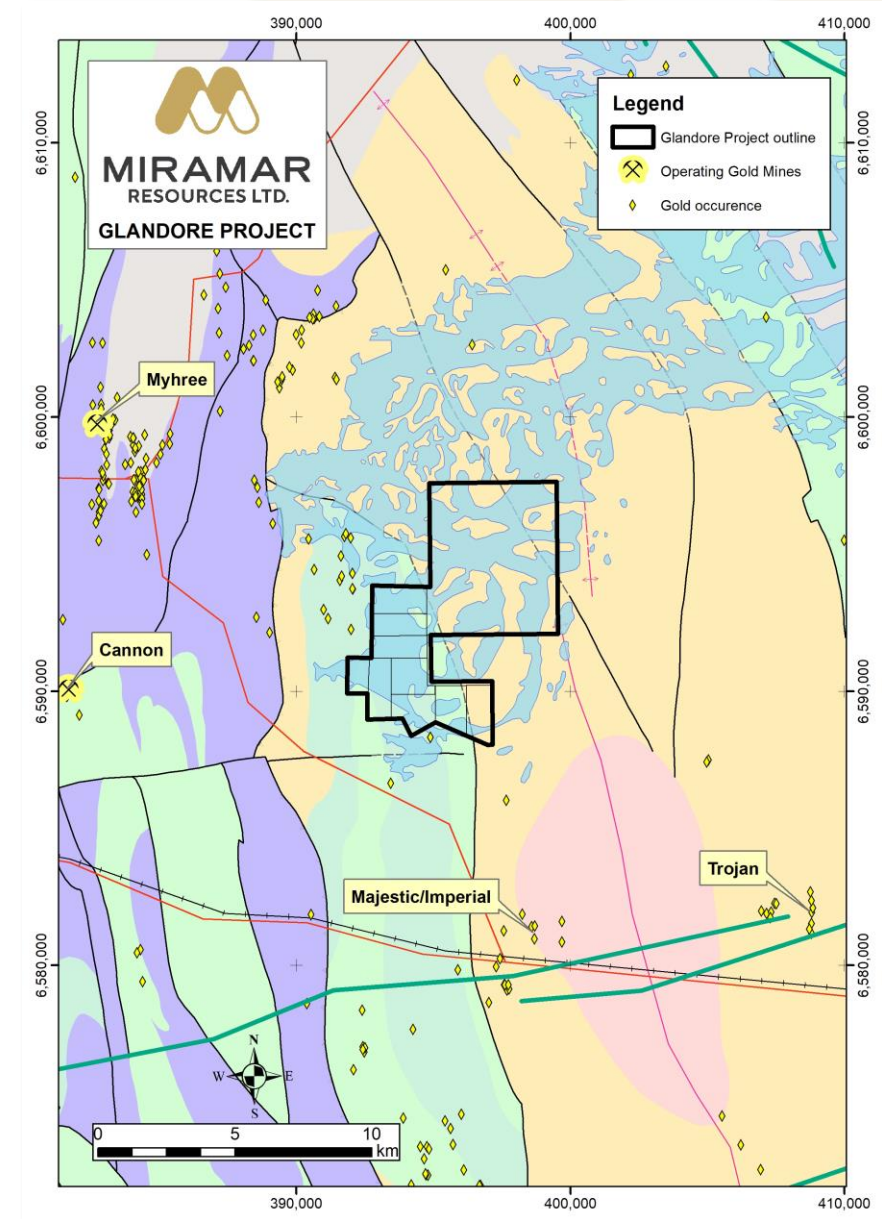 390,000
400,000
410,000
MIRAMAR
RESOURCES LTD.
GLANDORE PROJECT
Legend
Glandore Project outline
Operating Gold Mines
Gold occurence
6,610,000
6,610,000
Myhree
6,600,000
6,600,000
Cannon
6,590,000
6,590,000
Majestic/Imperial
Trojan
6,580,000
6,580,000
N
W
E
S
0
5
10
km
390,000
400,000
410,000